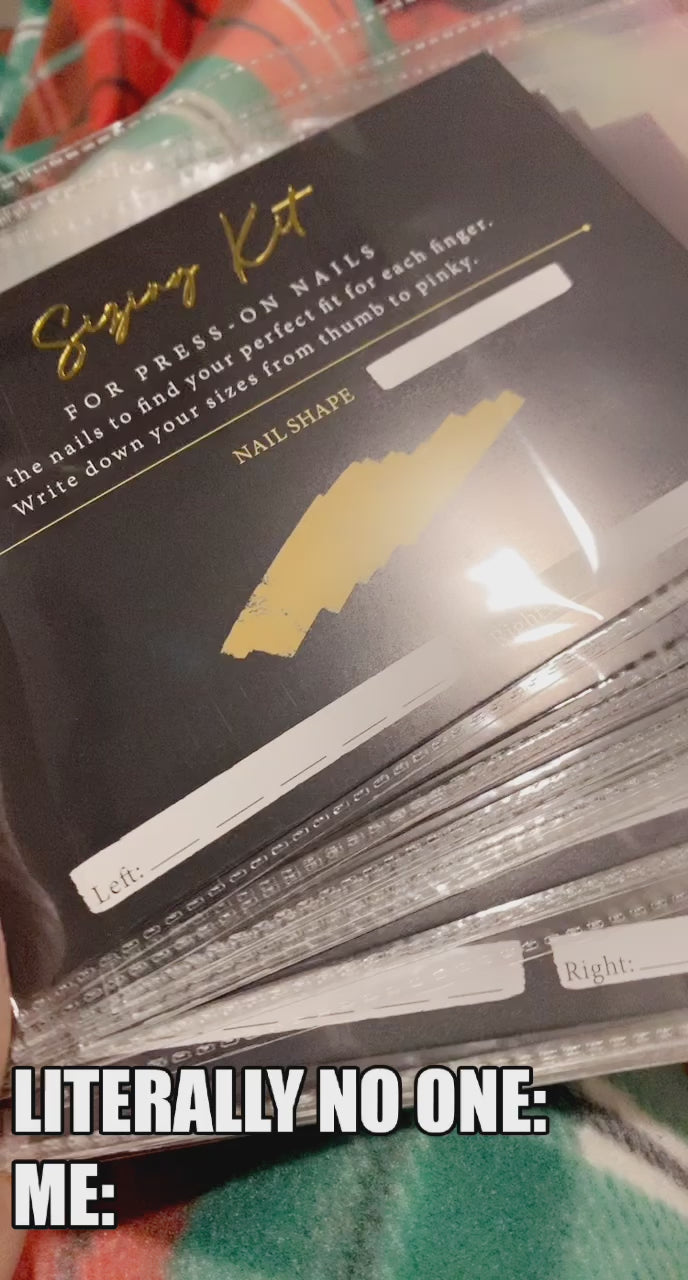 Sizing Kit
FOR PRESS-ON NAILS
the nails to find your perfect fit for each finger.
Write down your sizes from thumb to pinky.
NAIL SHAPE
Right:
Left:
Right:
LITERALLY NO ONE:
ME: